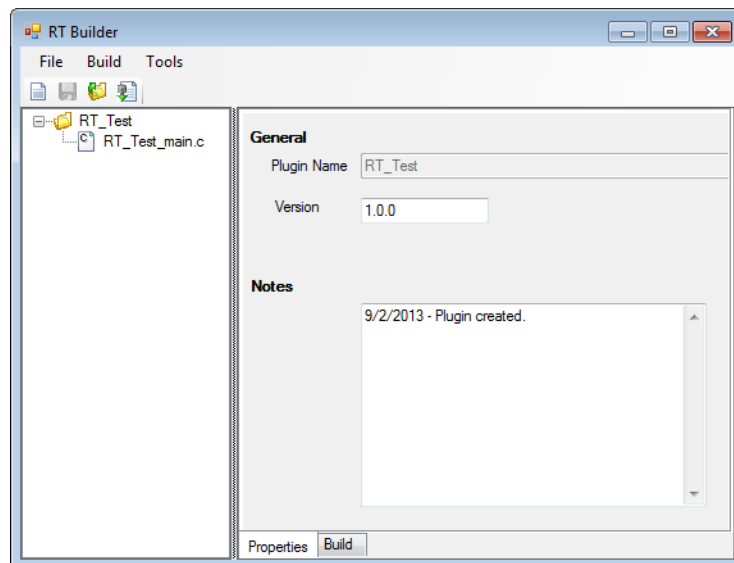 RT Builder
File Build Tools
RT_Test
RT_Test_main.c
General
Plugin Name RT_Test
Version 1.0.0
Notes
9/2/2013 - Plugin created.
Properties Build